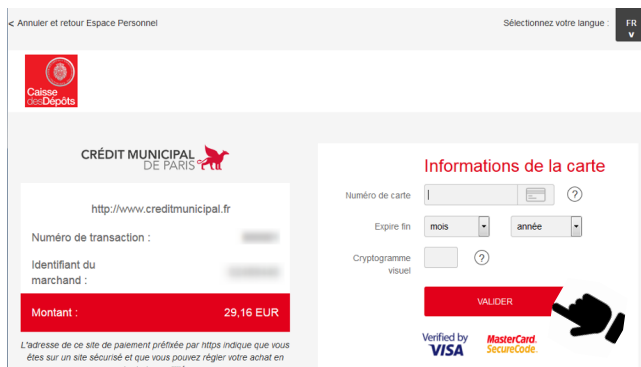 < Annuler et retour Espace Personnel
Sélectionnez votre langue :
FR
v
Caisse
desDépôts
CRÉDIT MUNICIPAL
DE PARIS
http://www.creditmunicipal.fr
Numéro de transaction :
Identifiant du
marchand :
Montant : 29,16 EUR
L'adresse de ce site de paiement préfixée par https indique que vous
êtes sur un site sécurisé et que vous pouvez régler votre achat en
Informations de la carte
Numéro de carte
?
Expire fin mois année
Cryptogramme
visuel
?
VALIDER
Verified by
VISA
MasterCard.
SecureCode.